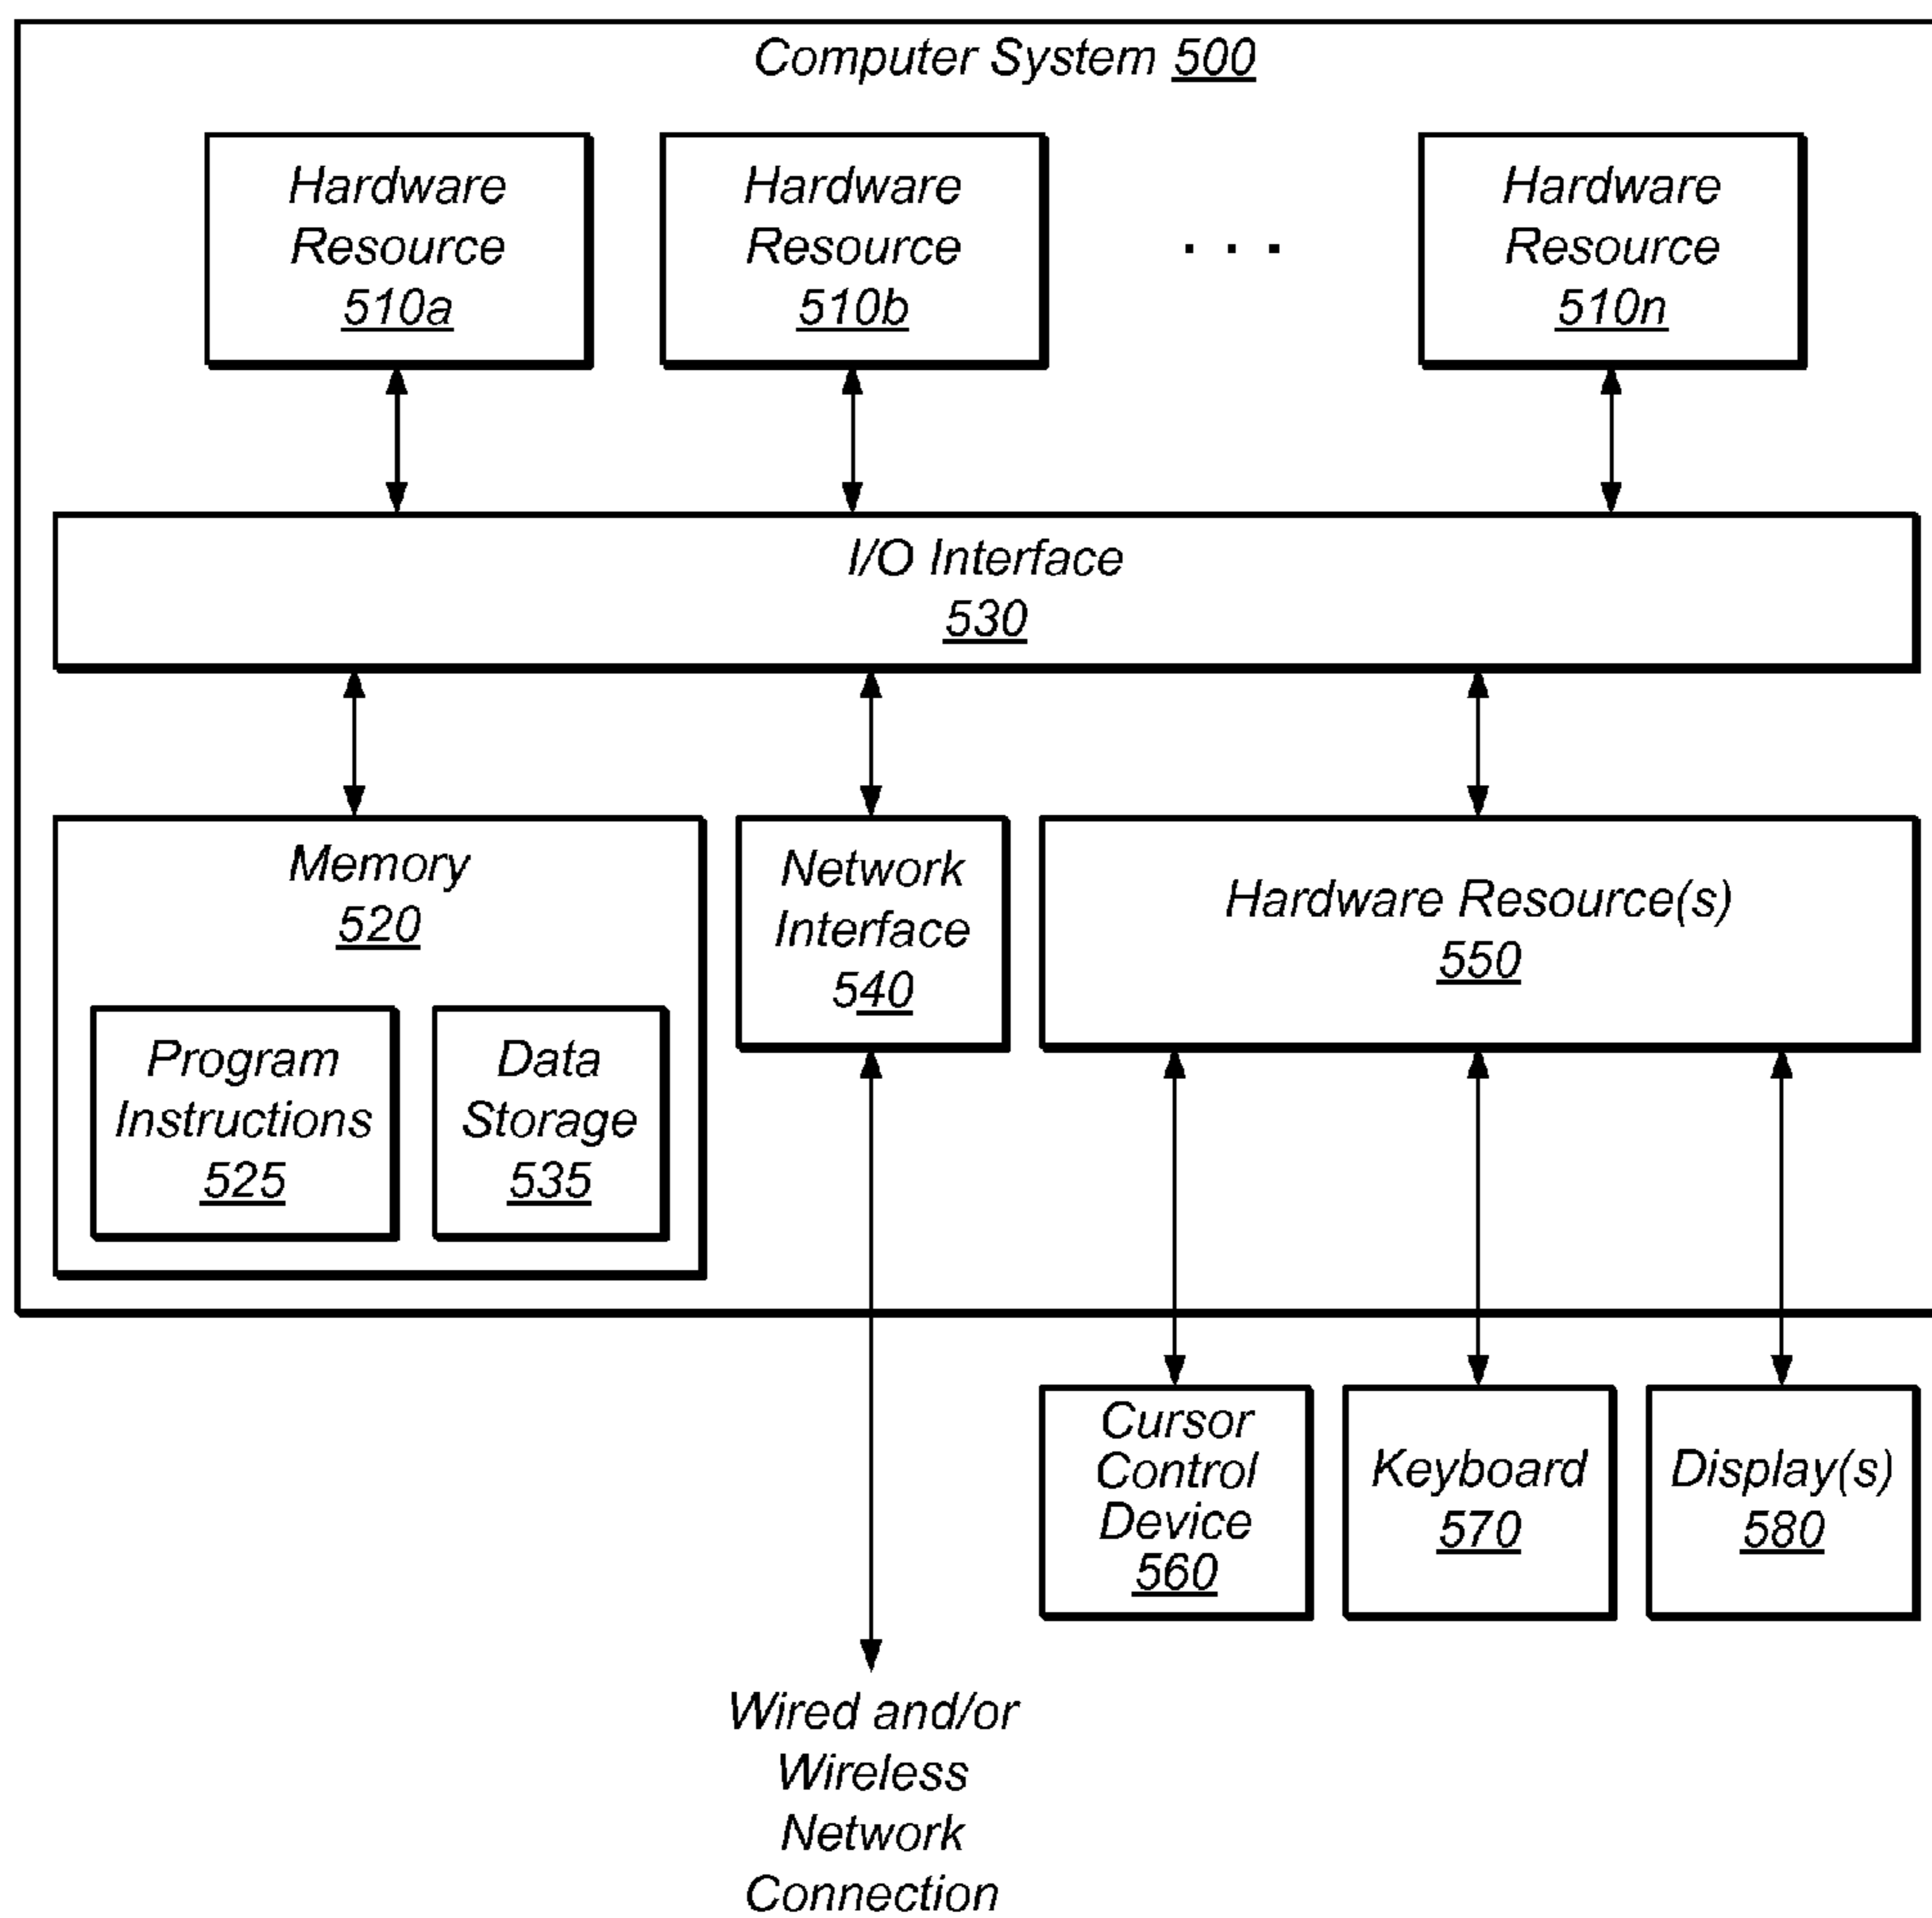 Computer System 500
Hardware
Resource
510a
Hardware
Resource
510b
. . .
Hardware
Resource
510n
I/O Interface
530
Memory
520
Program
Instructions
525
Data
Storage
535
Network
Interface
540
Hardware Resource(s)
550
Cursor
Control
Device
560
Keyboard
570
Display(s)
580
Wired and/or
Wireless
Network
Connection